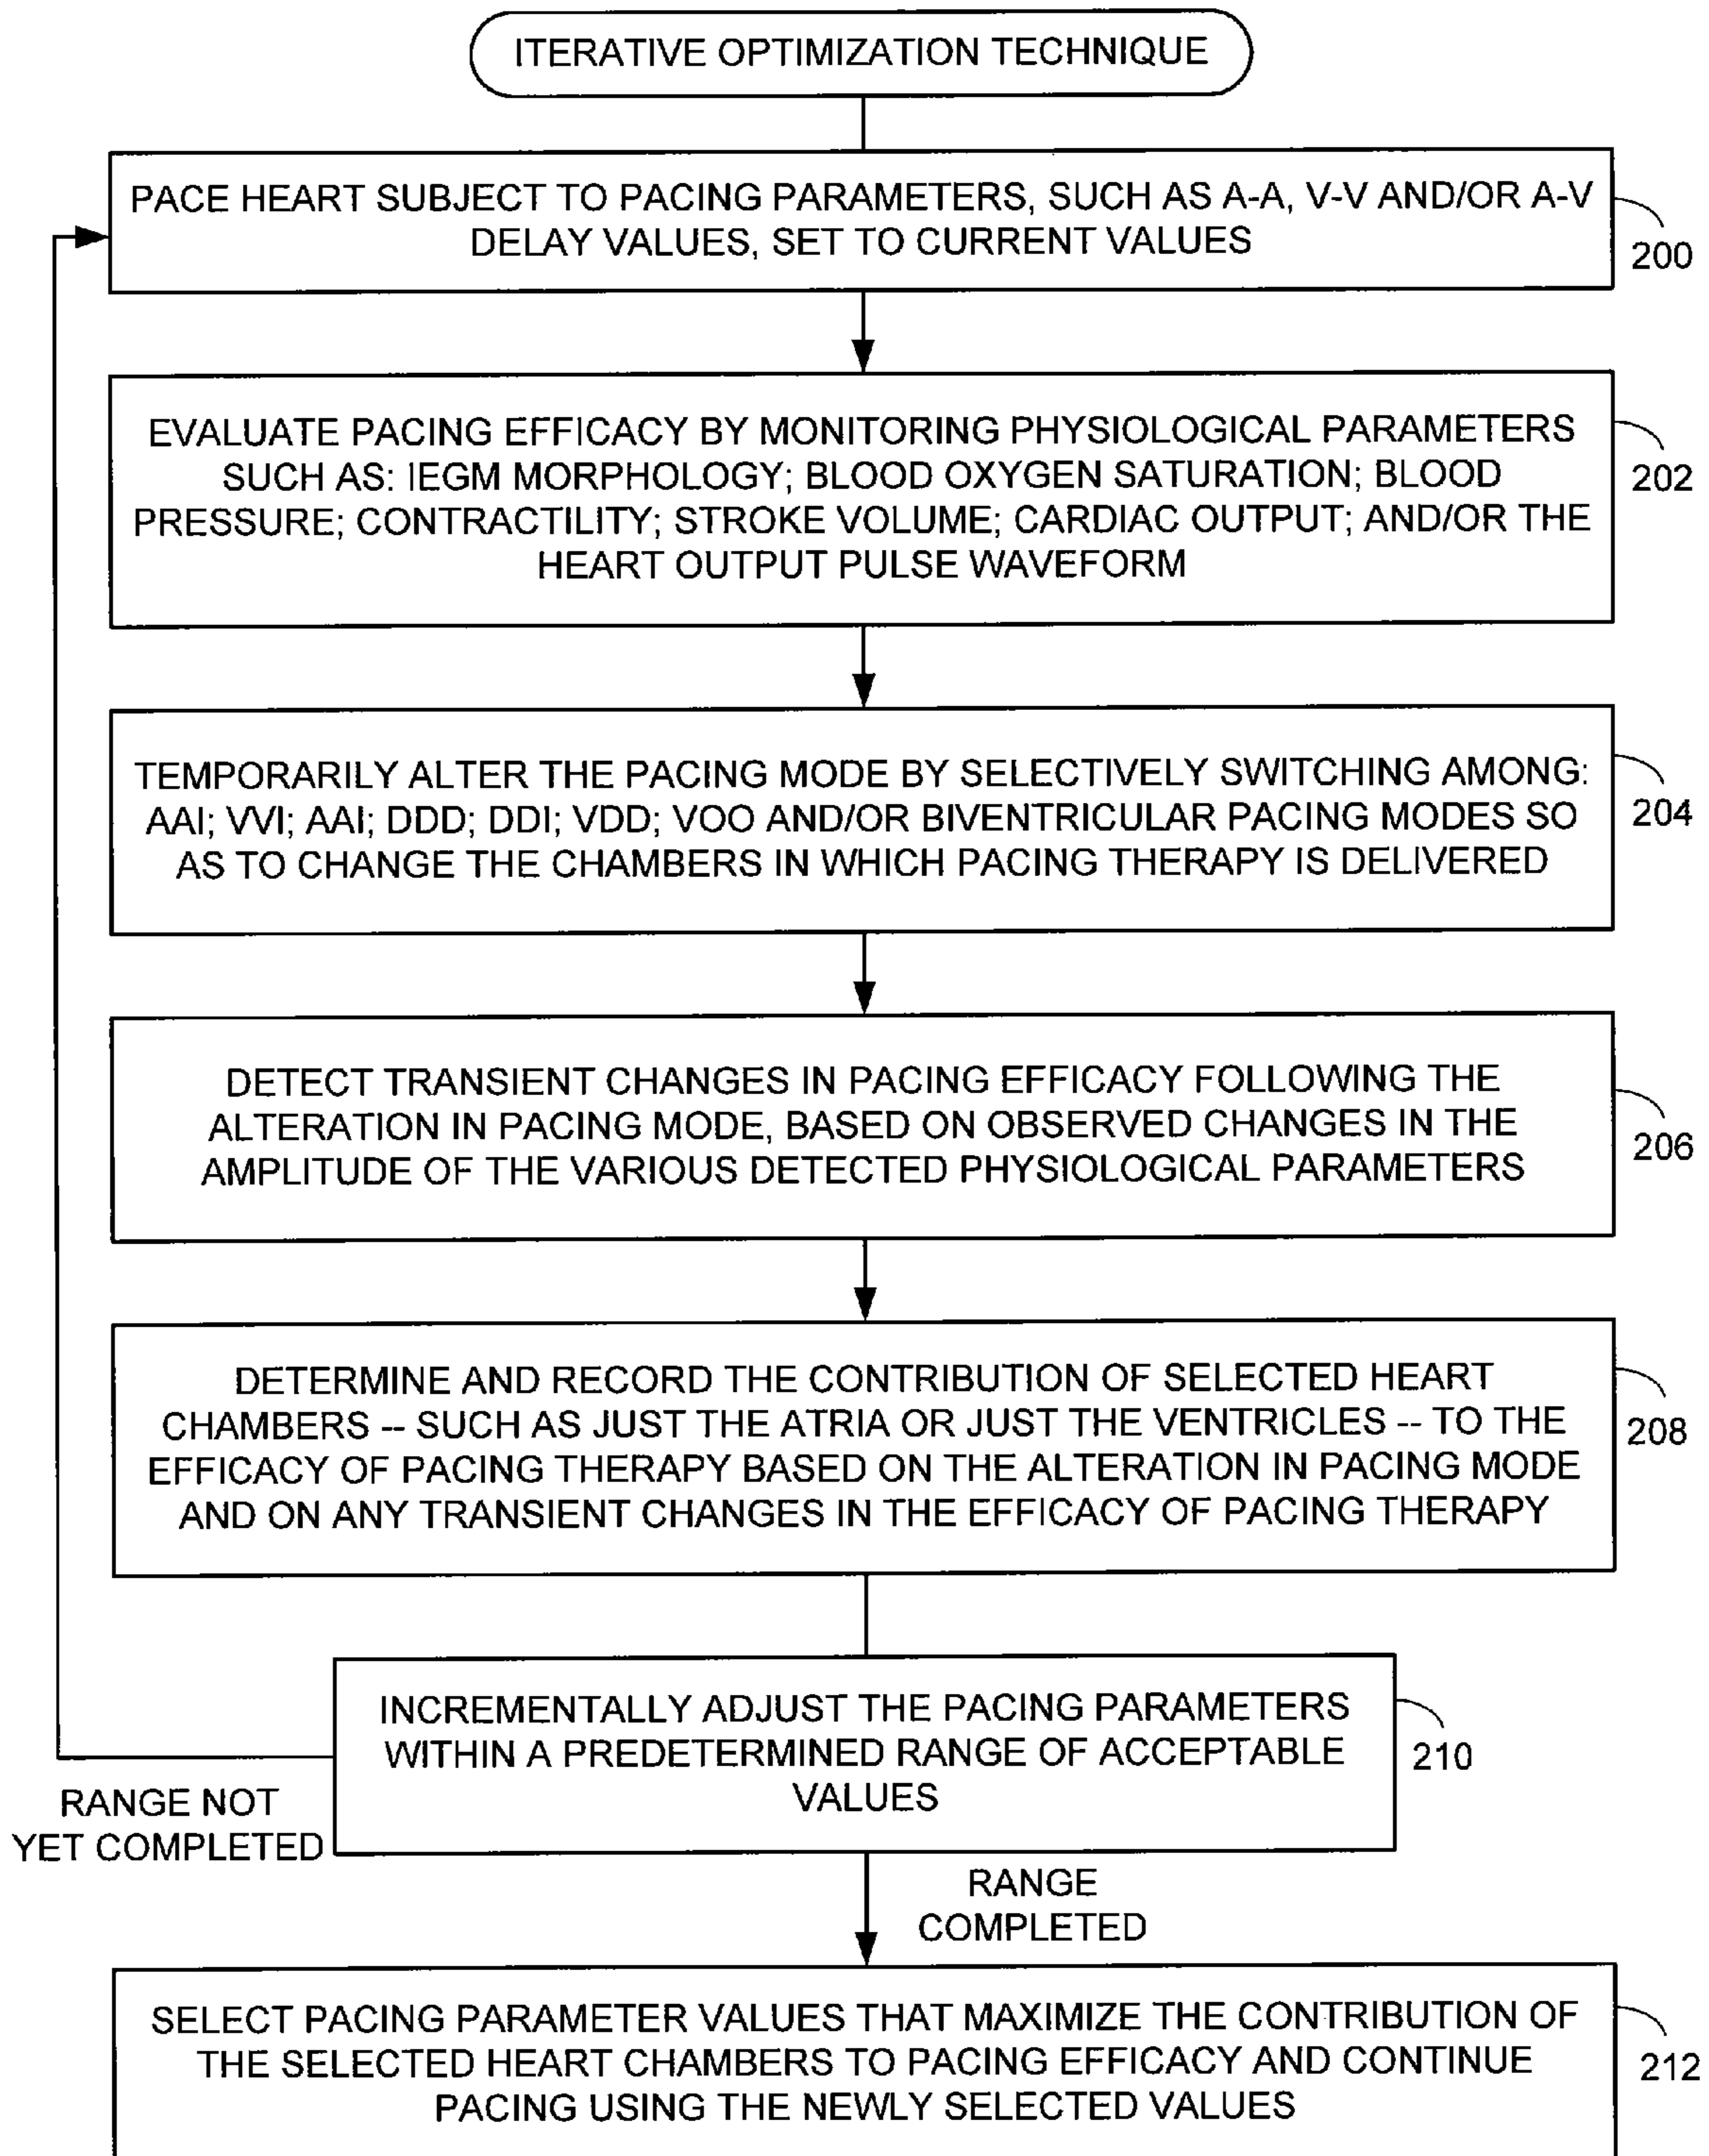 ITERATIVE OPTIMIZATION TECHNIQUE
PACE HEART SUBJECT TO PACING PARAMETERS, SUCH AS A-A, V-V AND/OR A-V
DELAY VALUES, SET TO CURRENT VALUES
200
EVALUATE PACING EFFICACY BY MONITORING PHYSIOLOGICAL PARAMETERS
SUCH AS: IEGM MORPHOLOGY; BLOOD OXYGEN SATURATION; BLOOD
PRESSURE; CONTRACTILITY; STROKE VOLUME; CARDIAC OUTPUT; AND/OR THE
HEART OUTPUT PULSE WAVEFORM
202
TEMPORARILY ALTER THE PACING MODE BY SELECTIVELY SWITCHING AMONG:
AAI; VVI; AAI; DDD; DDI; VDD; VOO AND/OR BIVENTRICULAR PACING MODES SO
AS TO CHANGE THE CHAMBERS IN WHICH PACING THERAPY IS DELIVERED
204
DETECT TRANSIENT CHANGES IN PACING EFFICACY FOLLOWING THE
ALTERATION IN PACING MODE, BASED ON OBSERVED CHANGES IN THE
AMPLITUDE OF THE VARIOUS DETECTED PHYSIOLOGICAL PARAMETERS
206
DETERMINE AND RECORD THE CONTRIBUTION OF SELECTED HEART
CHAMBERS -- SUCH AS JUST THE ATRIA OR JUST THE VENTRICLES -- TO THE
EFFICACY OF PACING THERAPY BASED ON THE ALTERATION IN PACING MODE
AND ON ANY TRANSIENT CHANGES IN THE EFFICACY OF PACING THERAPY
208
INCREMENTALLY ADJUST THE PACING PARAMETERS
WITHIN A PREDETERMINED RANGE OF ACCEPTABLE
VALUES
210
RANGE NOT
YET COMPLETED
RANGE
COMPLETED
SELECT PACING PARAMETER VALUES THAT MAXIMIZE THE CONTRIBUTION OF
THE SELECTED HEART CHAMBERS TO PACING EFFICACY AND CONTINUE
PACING USING THE NEWLY SELECTED VALUES
212